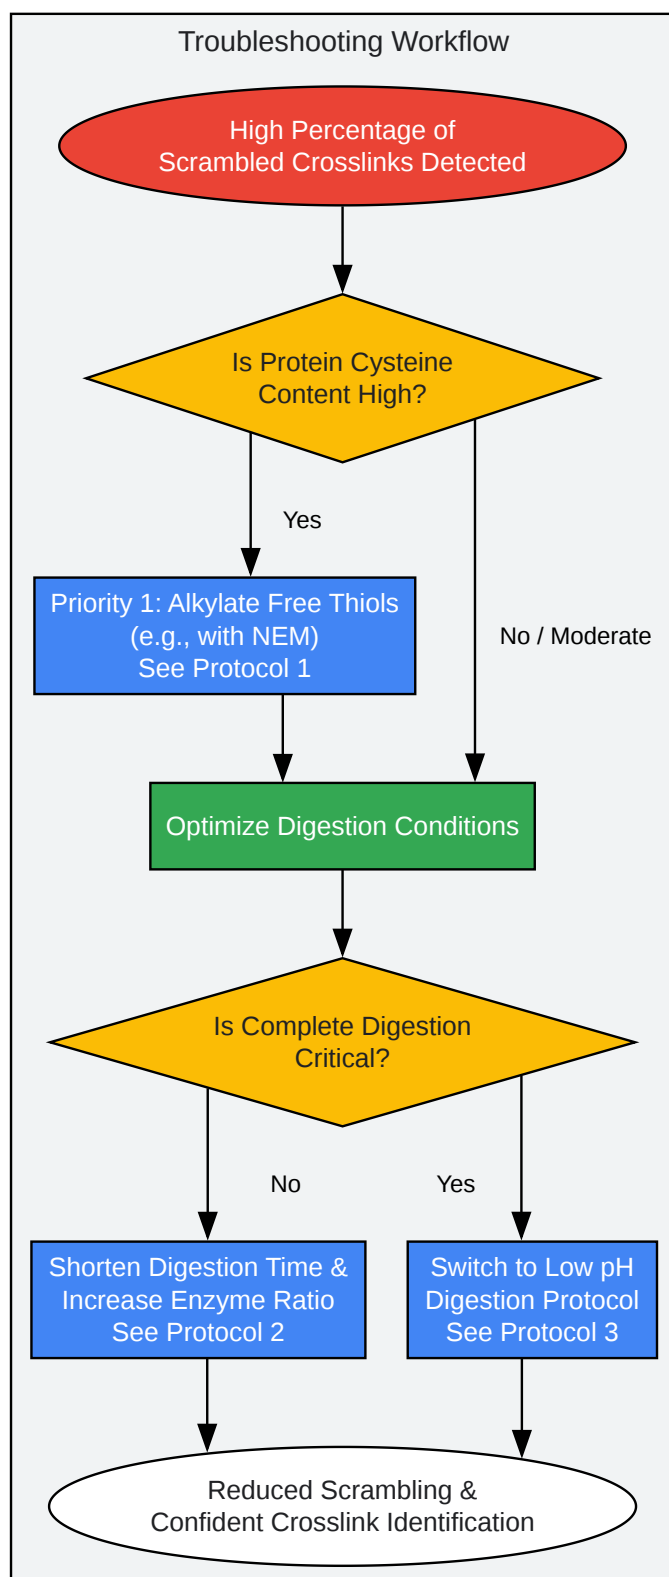 Troubleshooting Workflow
High Percentage of
Scrambled Crosslinks Detected
Is Protein Cysteine
Content High?
Yes
Priority 1: Alkylate Free Thiols
(e.g., with NEM)
See Protocol 1
No / Moderate
Optimize Digestion Conditions
Is Complete Digestion
Critical?
No
Yes
Shorten Digestion Time &
Increase Enzyme Ratio
See Protocol 2
Switch to Low pH
Digestion Protocol
See Protocol 3
Reduced Scrambling &
Confident Crosslink Identification